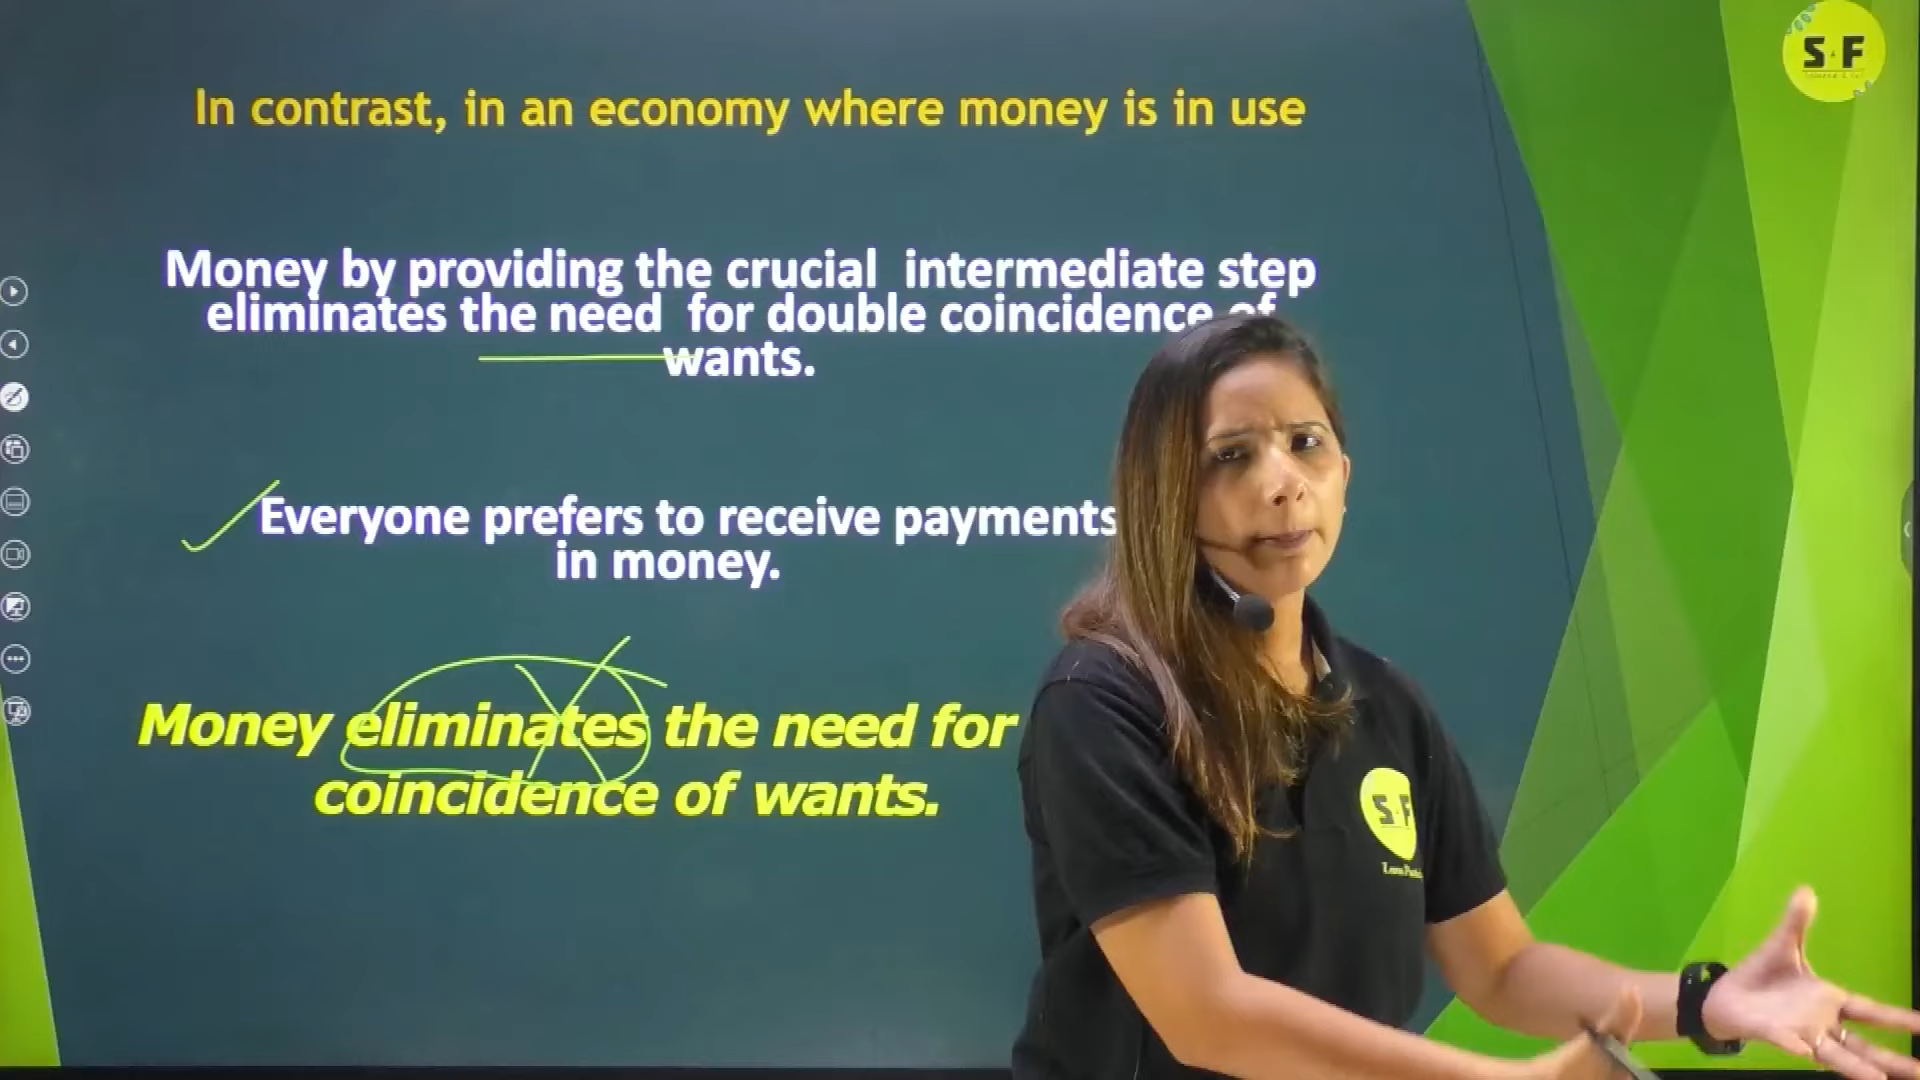 S F
In contrast, in an economy where money is in use
Money by providing the crucial intermediate step
eliminates the need for double coincidence of
wants.
Everyone prefers to receive payments
in money.
Money eliminates the need for
coincidence of wants.
S F